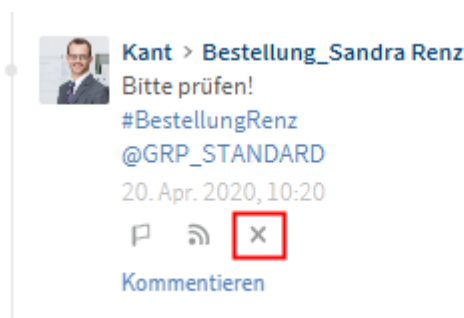 Kant > Bestellung_Sandra Renz
Bitte prüfen!
#BestellungRenz
@GRP_STANDARD
20. Apr. 2020, 10:20
Kommentieren